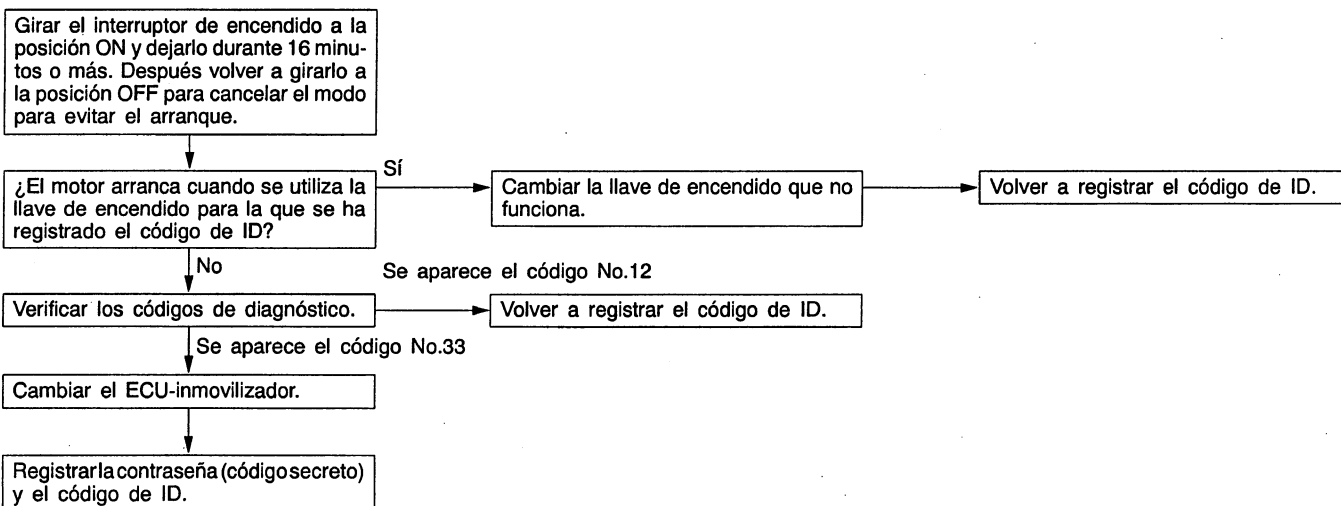 Girar el interruptor de encendido a la
posición ON y dejarlo durante 16 minu-
tos o más. Después volver a girarlo a
la posición OFF para cancelar el modo
para evitar el arranque.
Sí
¿El motor arranca cuando se utiliza la
llave de encendido para la que se ha
registrado el código de ID?
Cambiar la llave de encendido que no
funciona.
Volver a registrar el código de ID.
No
Se aparece el código No.12
Verificar los códigos de diagnóstico.
Volver a registrar el código de ID.
Se aparece el código No.33
Cambiar el ECU-inmovilizador.
Registrar la contraseña (código secreto)
y el código de ID.